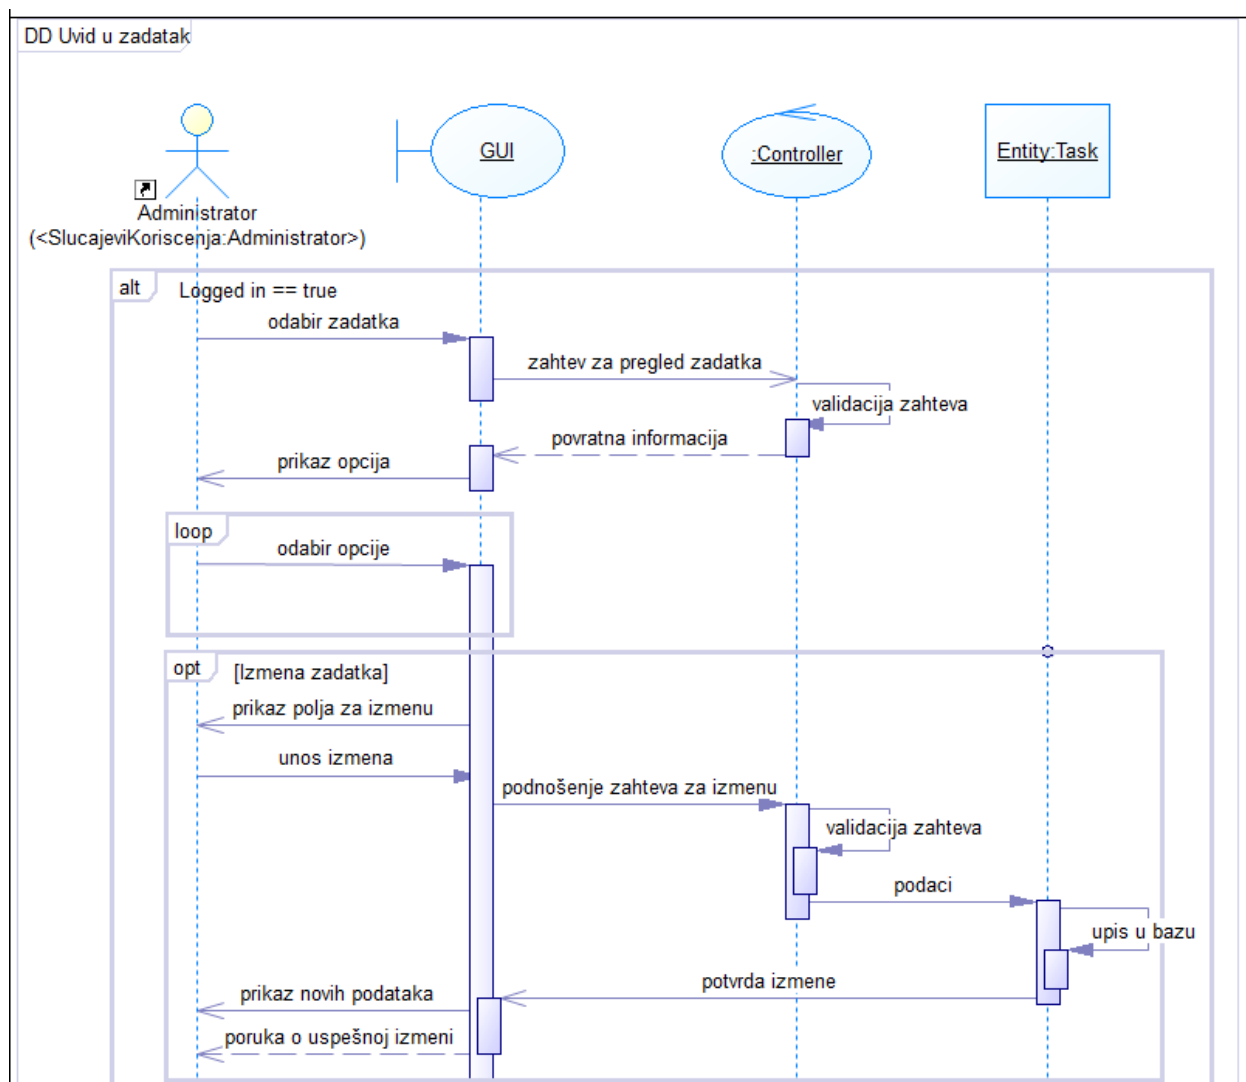 DD Uvid u zadatak
GUI
:Controller
Entity:Task
Administrator
(<SlucajeviKoriscenja:Administrator>)
alt
Logged in == true
odabir zadatka
zahtev za pregled zadatka
validacija zahteva
povratna informacija
prikaz opcija
loop
odabir opcije
opt
[Izmena zadatka]
prikaz polja za izmenu
unos izmena
podnošenje zahteva za izmenu
validacija zahteva
podaci
upis u bazu
potvrda izmene
prikaz novih podataka
poruka o uspešnoj izmeni